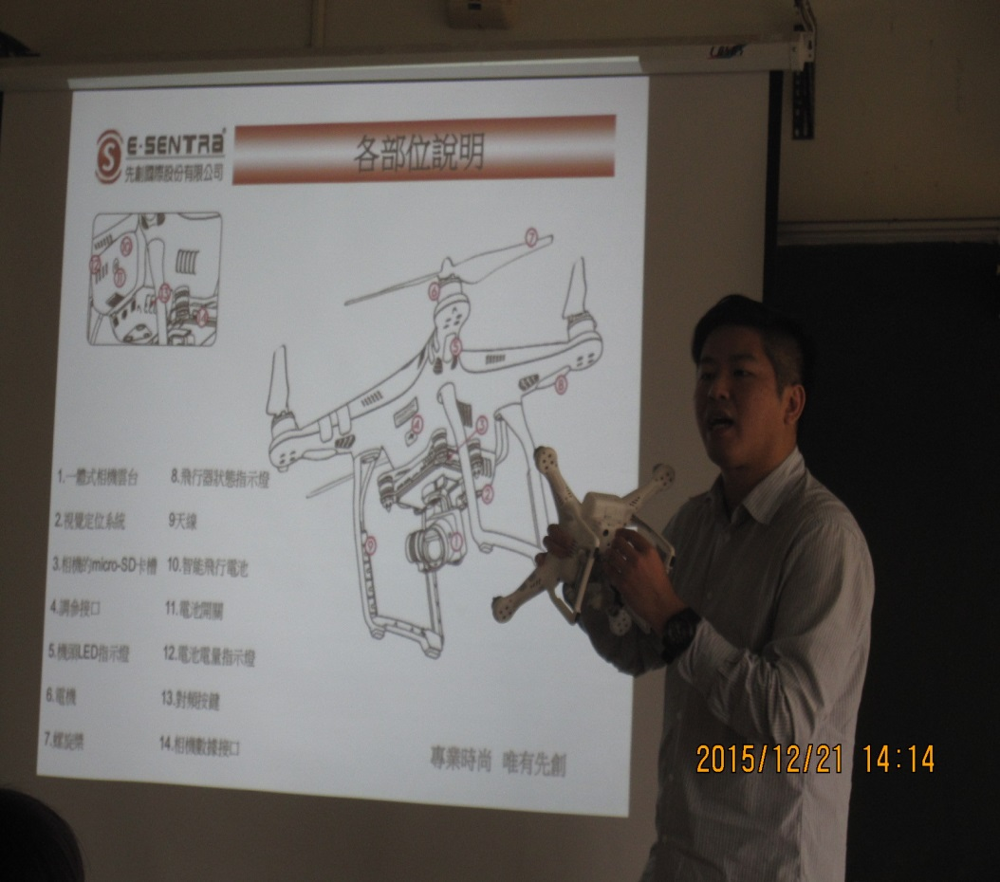 E·SENTRA
先創國際股份有限公司
各部位說明
1.一體式相機雲台
2.視覺定位系統
3.相機的micro-SD卡槽
4.調參接口
5.機頭LED指示燈
6.電機
7.螺旋槳
8.飛行器狀態指示燈
9天線
10.智能飛行電池
11.電池開關
12.電池電量指示燈
13.對頻按鍵
14.相機數據接口
專業時尚 唯有先創
2015/12/21 14:14